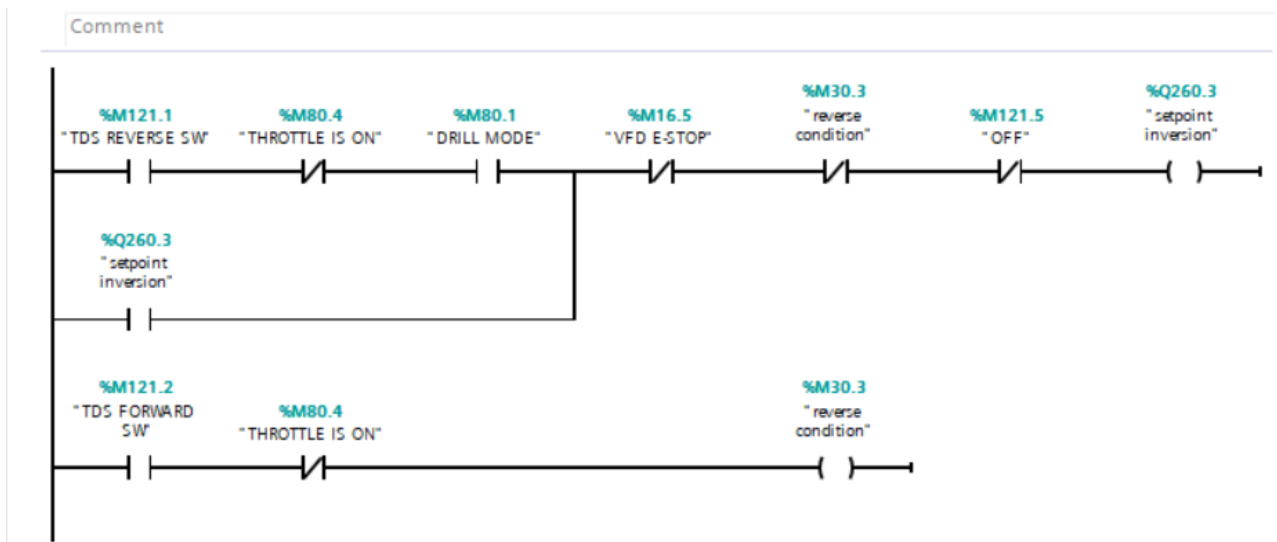 Comment
%M121.1
"TDS REVERSE SW"
%M80.4
"THROTTLE IS ON"
%M80.1
"DRILL MODE"
%M16.5
"VFD E-STOP"
%M30.3
"reverse
condition"
%M121.5
"OFF"
%Q260.3
"setpoint
inversion"
%Q260.3
"setpoint
inversion"
%M121.2
"TDS FORWARD
SW"
%M80.4
"THROTTLE IS ON"
%M30.3
"reverse
condition"